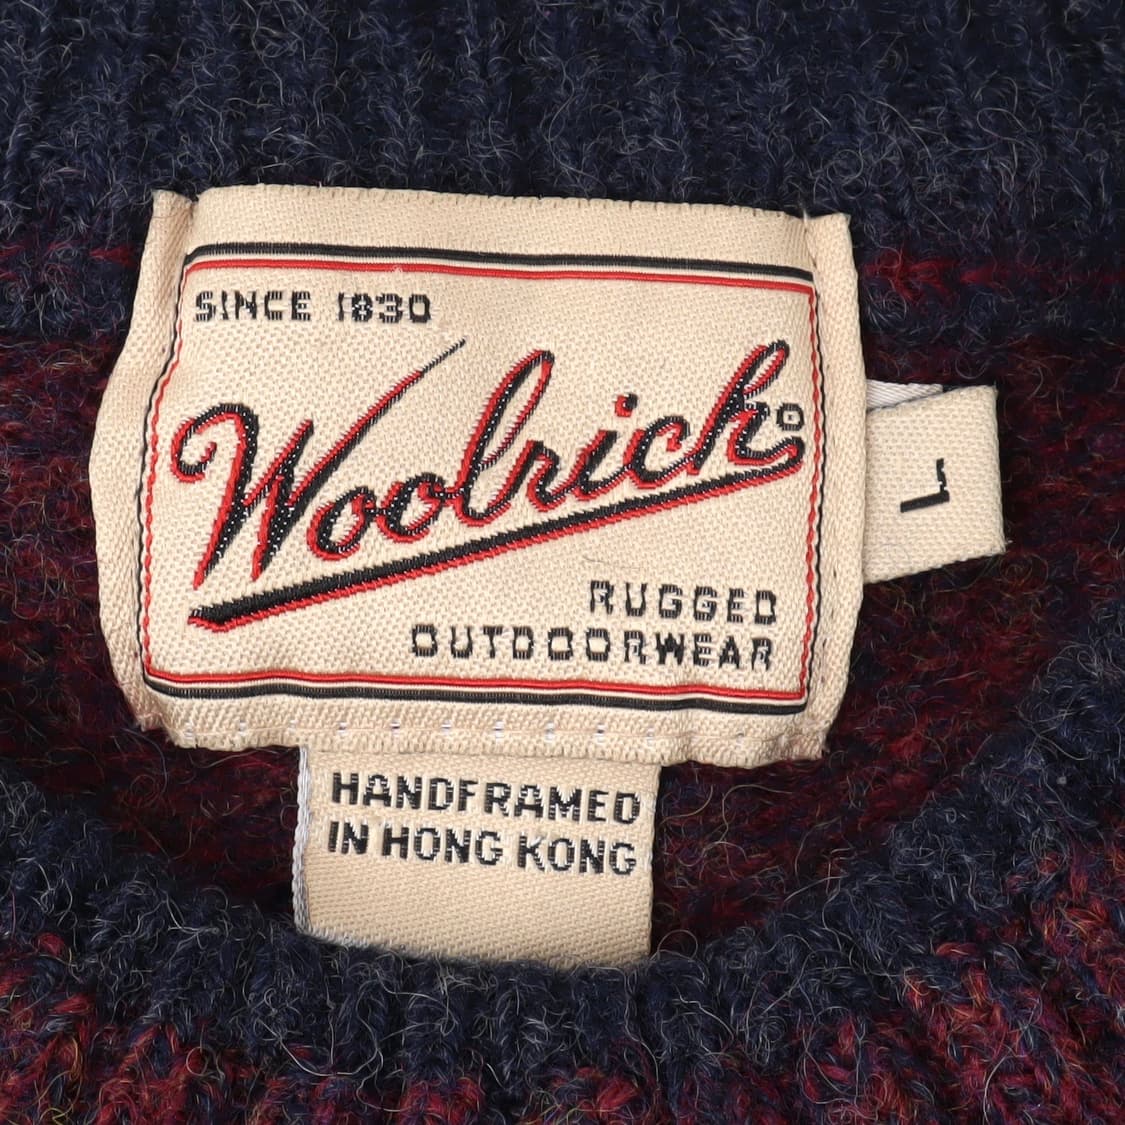 SINCE 1830
Woolrich®
L
RUGGED
OUTDOORWEAR
HANDFRAMED
IN HONG KONG